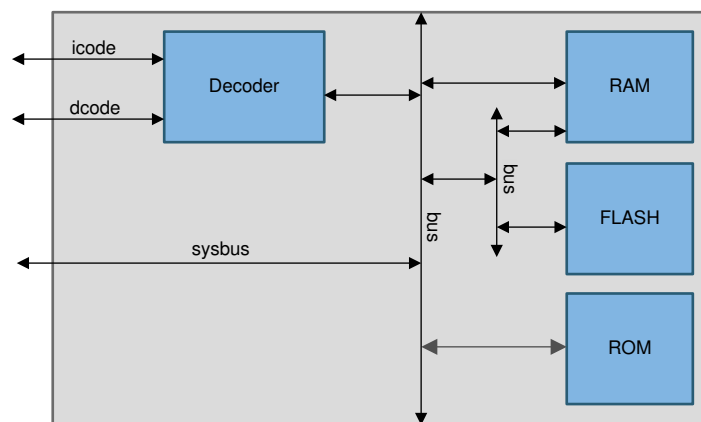 icode
Decoder
RAM
dcode
bus
FLASH
bus
sysbus
ROM